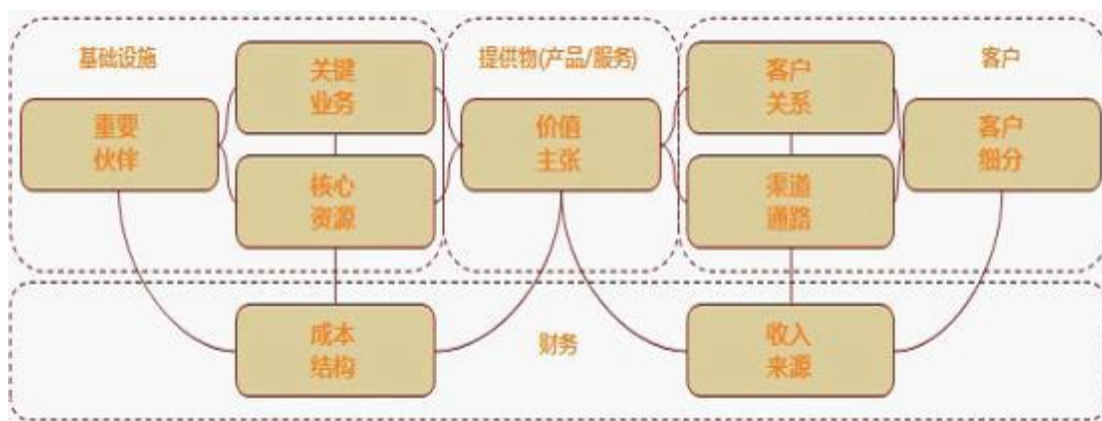 基础设施
关键
业务
重要
伙伴
核心
资源
提供物(产品/服务)
价值
主张
客户
关系
客户
渠道
通路
客户
细分
成本
结构
财务
收入
来源